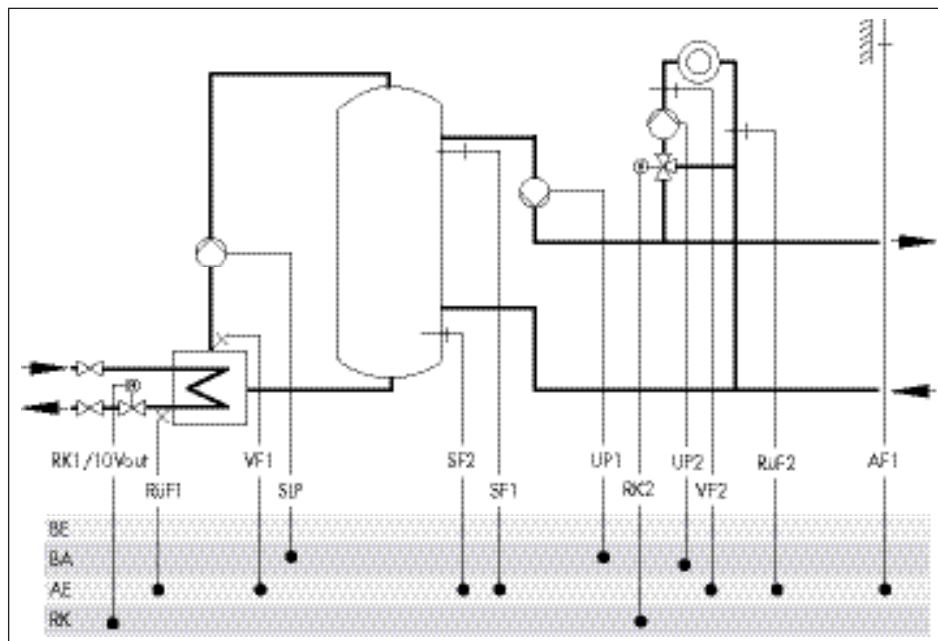 RK1/10Vout VF1 SF2 UP1 UP2 RüF2 AF1
RüF1 SLP SF1 RK2 VF2
BE
BA
AE
RK